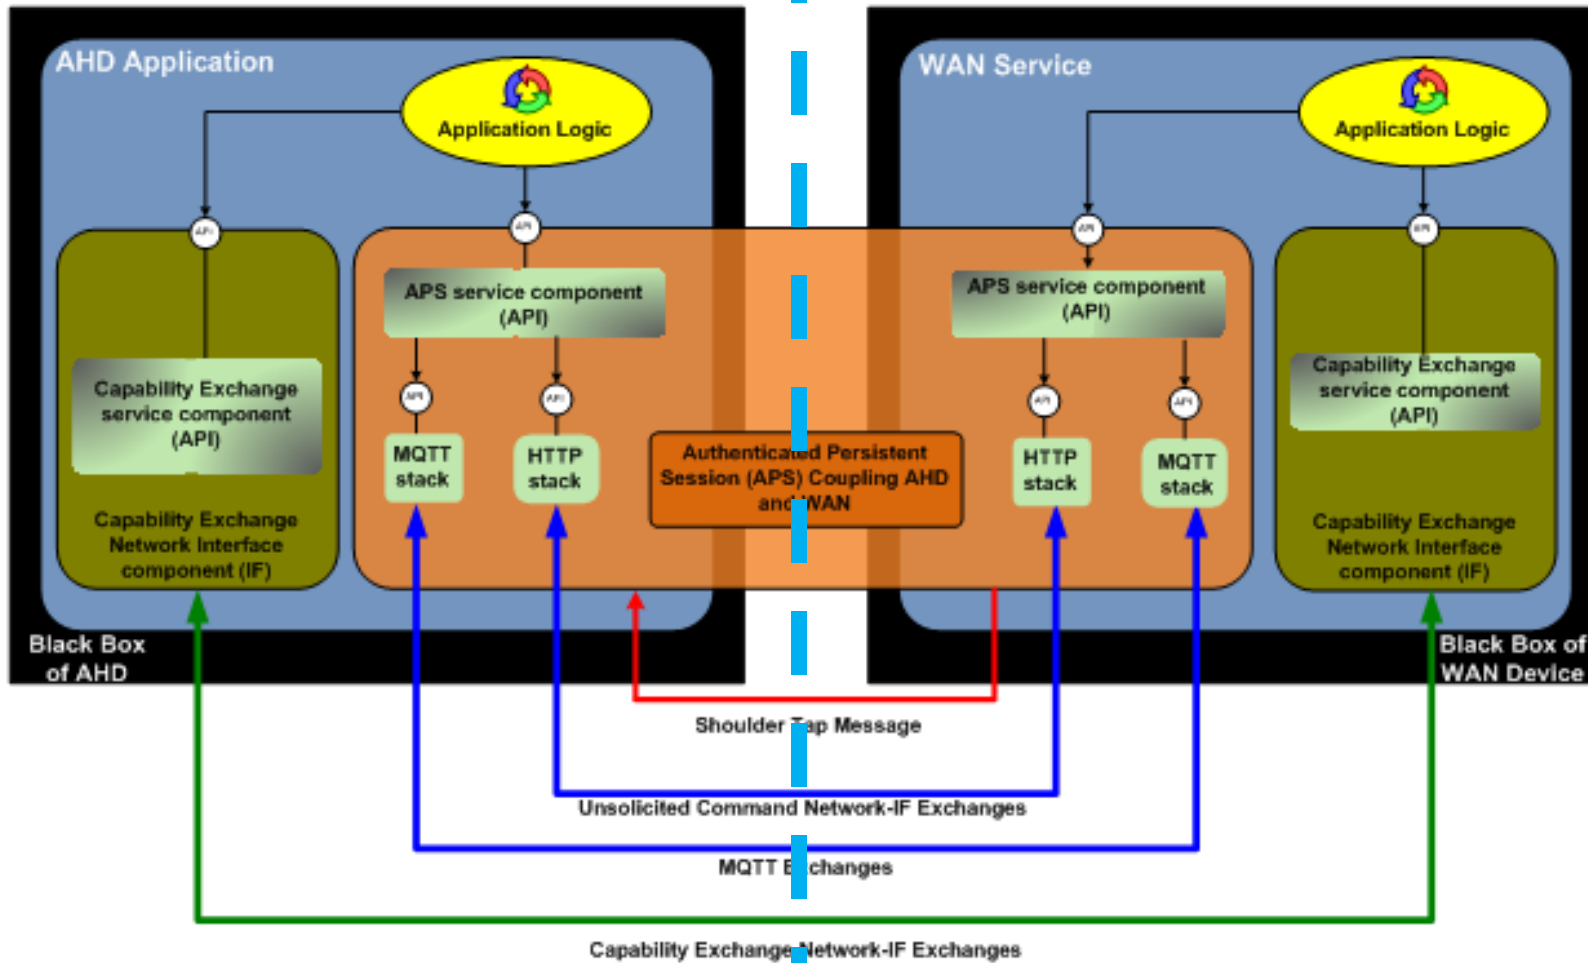 AHD Application
WAN Service
Application Logic
Application Logic
API
API
API
API
APS service component
(API)
APS service component
(API)
Capability Exchange
service component
(API)
Capability Exchange
service component
(API)
API
API
API
API
MQTT
stack
HTTP
stack
Authenticated Persistent
Session (APS) Coupling AHD
and WAN
HTTP
stack
MQTT
stack
Capability Exchange
Network Interface
component (IF)
Capability Exchange
Network Interface
component (IF)
Black Box
of AHD
Black Box of
WAN Device
Shoulder Tap Message
Unsolicited Command Network-IF Exchanges
MQTT Exchanges
Capability Exchange Network-IF Exchanges